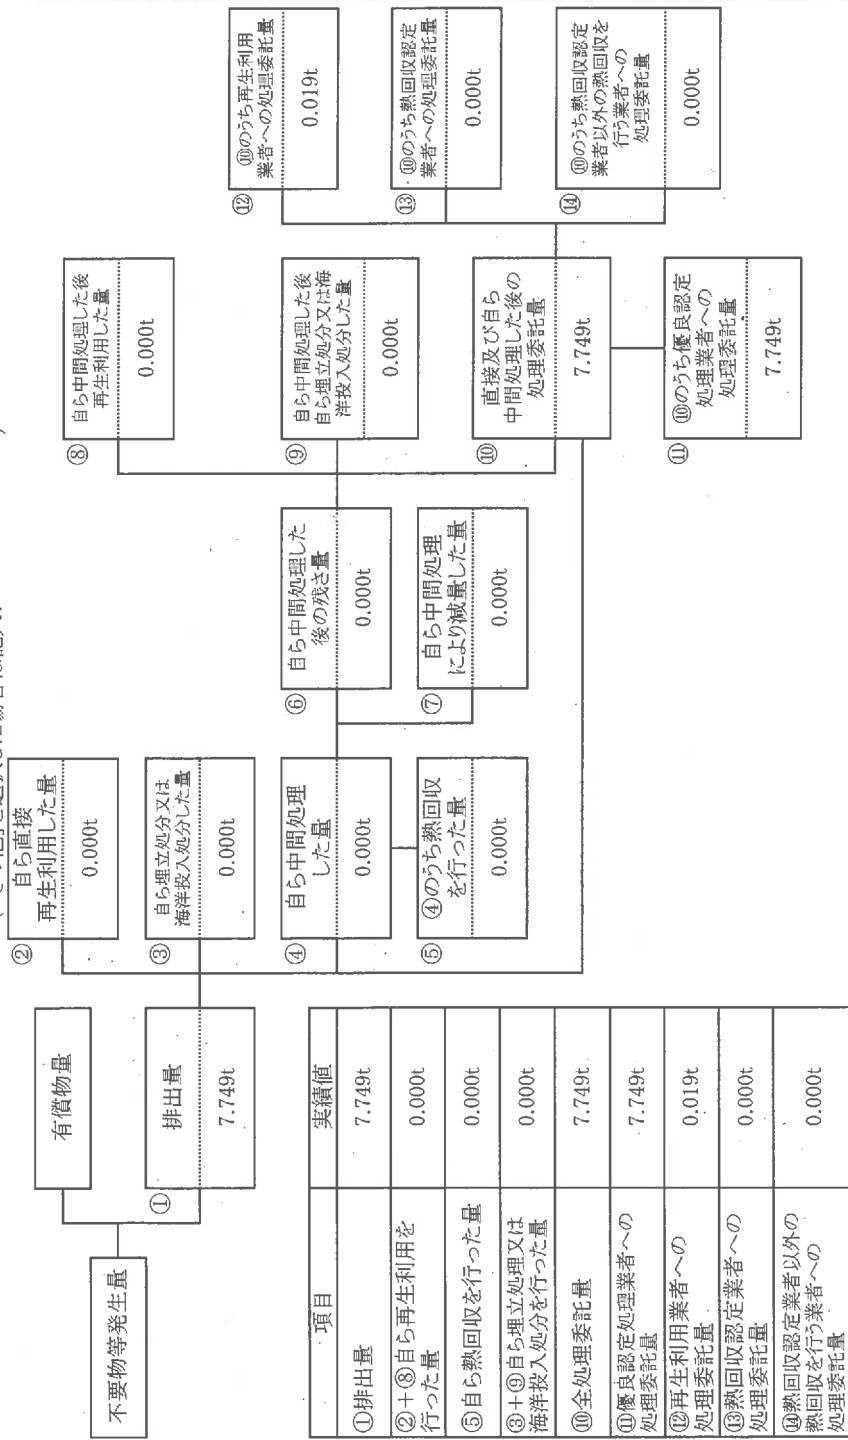 不要物等発生量
有償物量
①
排出量
7.749t
②
自ら直接
再生利用した量
0.000t
③
自ら埋立処分又は
海洋投入処分した量
0.000t
④
自ら中間処理
した量
0.000t
⑤
④のうち熱回収
を行った量
0.000t
⑥
自ら中間処理した
後の残さ量
0.000t
⑦
自ら中間処理
により減量した量
0.000t
⑧
自ら中間処理した後
再生利用した量
0.000t
⑨
自ら中間処理した後
自ら埋立処分又は海
洋投入処分した量
0.000t
⑩
直接及び自ら
中間処理した後の
処理委託量
7.749t
⑪
⑩のうち優良認定
処理業者への
処理委託量
7.749t
⑫
⑩のうち再生利用
業者への処理委託量
0.019t
⑬
⑩のうち熱回収認定
業者への処理委託量
0.000t
⑭
⑩のうち熱回収認定
業者以外の熱回収を
行う業者への
処理委託量
0.000t
項目 実績値
①排出量 7.749t
②+⑧自ら再生利用を
行った量 0.000t
⑤自ら熱回収を行った量 0.000t
③+⑨自ら埋立処理又は
海洋投入処分を行った量 0.000t
⑩全処理委託量 7.749t
⑪優良認定処理業者への
処理委託量 7.749t
⑫再生利用業者への
処理委託量 0.019t
⑬熱回収認定業者への
処理委託量 0.000t
⑭熱回収認定業者以外の
熱回収を行う業者への
処理委託量 0.000t